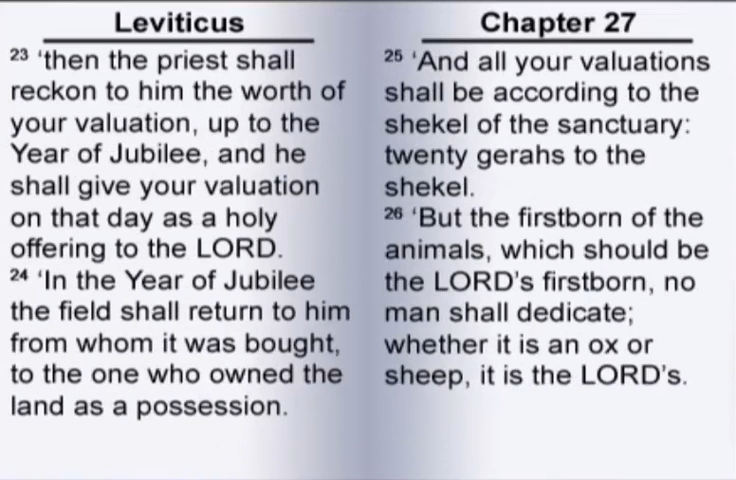 Leviticus
²³ ‘then the priest shall
reckon to him the worth of
your valuation, up to the
Year of Jubilee, and he
shall give your valuation
on that day as a holy
offering to the LORD.
²⁴ ‘In the Year of Jubilee
the field shall return to him
from whom it was bought,
to the one who owned the
land as a possession.
Chapter 27
²⁵ ‘And all your valuations
shall be according to the
shekel of the sanctuary:
twenty gerahs to the
shekel.
²⁶ ‘But the firstborn of the
animals, which should be
the LORD's firstborn, no
man shall dedicate;
whether it is an ox or
sheep, it is the LORD's.